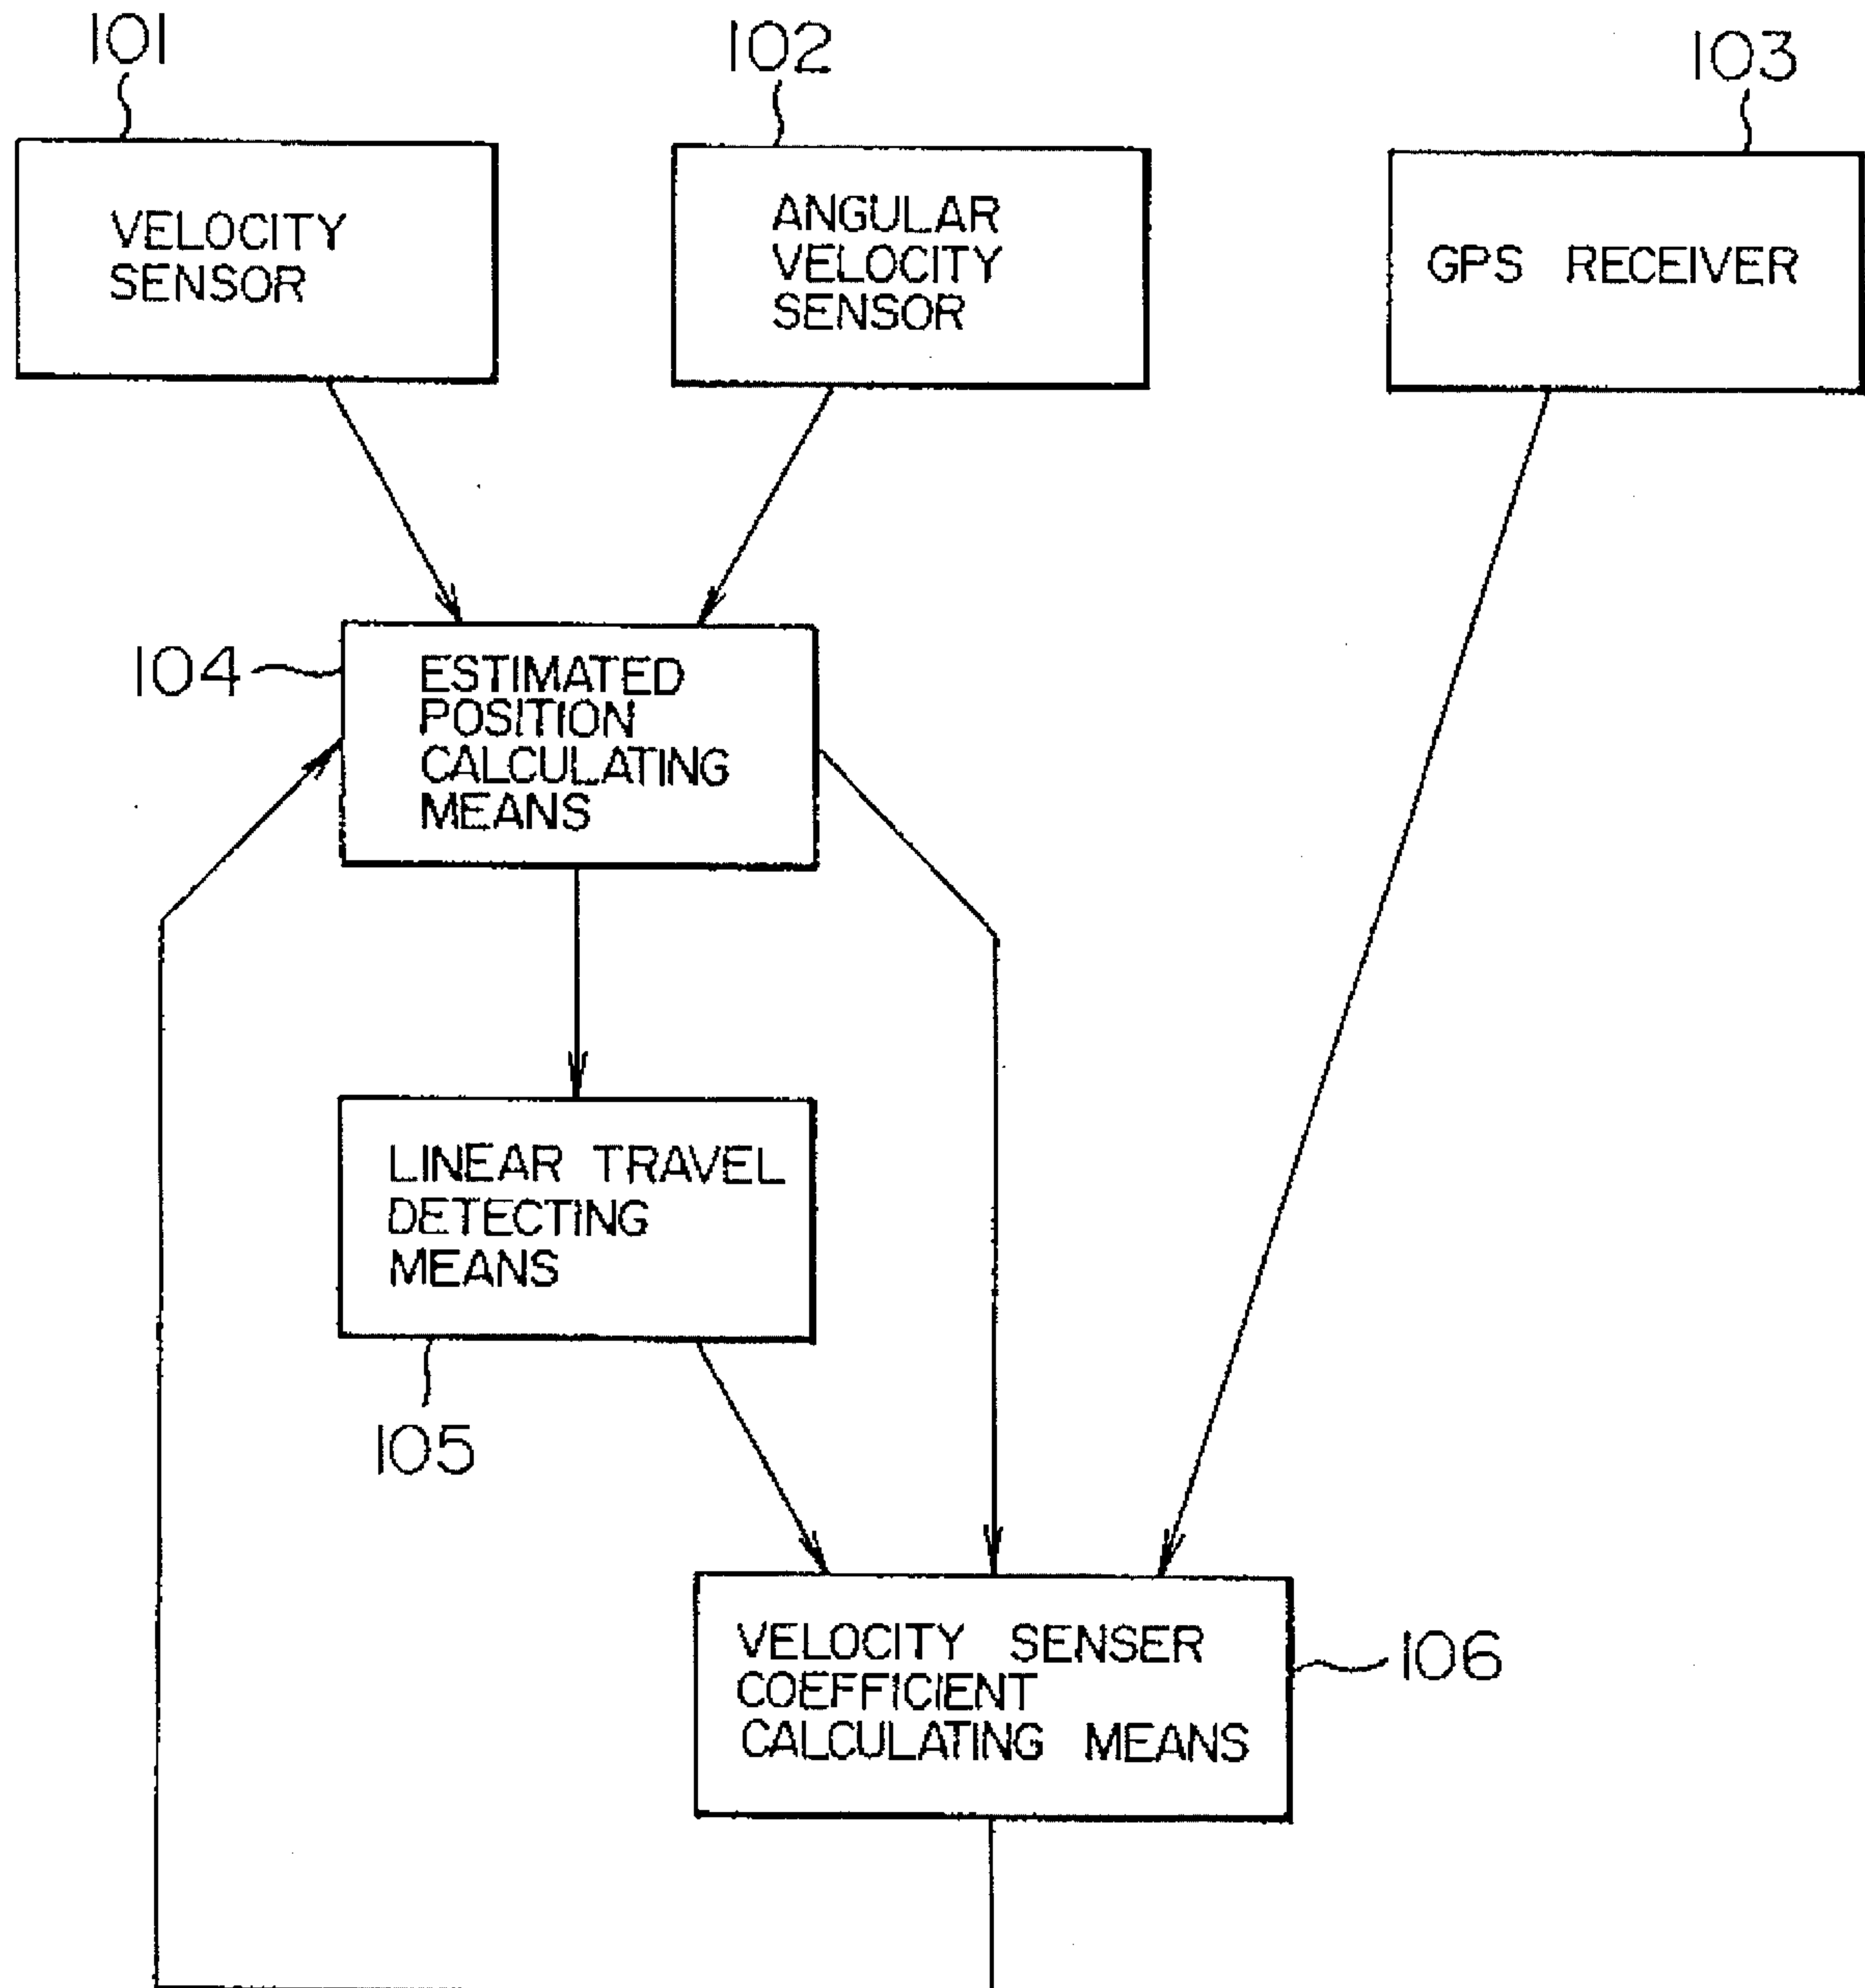 101
102
103
VELOCITY
SENSOR
ANGULAR
VELOCITY
SENSOR
GPS RECEIVER
104
ESTIMATED
POSITION
CALCULATING
MEANS
LINEAR TRAVEL
DETECTING
MEANS
105
VELOCITY SENSER
COEFFICIENT
CALCULATING MEANS
106